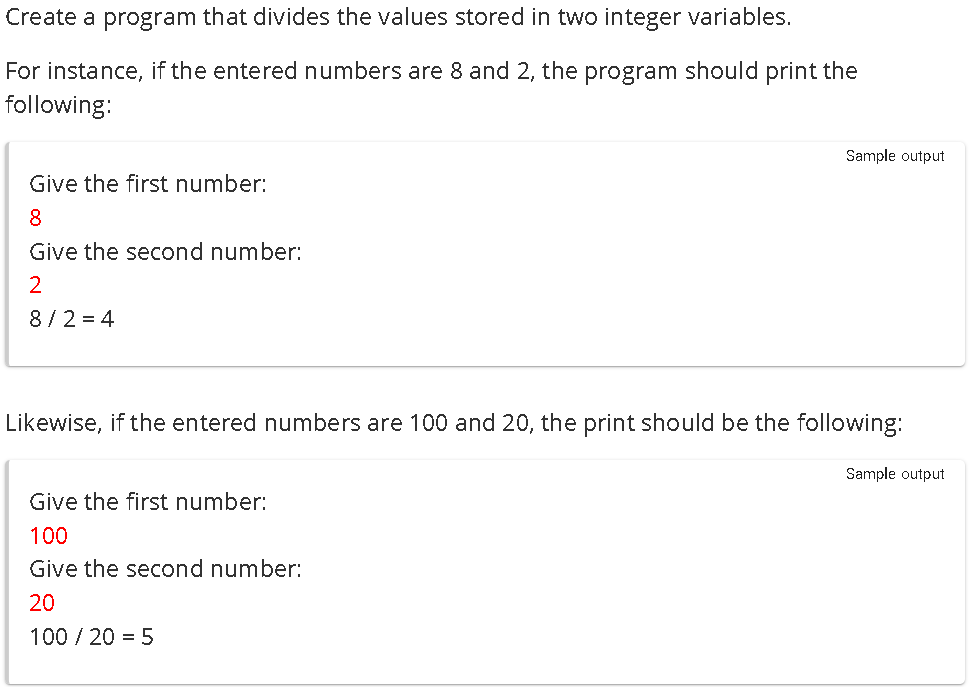 Create a program that divides the values stored in two integer variables.
For instance, if the entered numbers are 8 and 2, the program should print the
following:
Sample output
Give the first number:
8
Give the second number:
2
8 / 2 = 4
Likewise, if the entered numbers are 100 and 20, the print should be the following:
Sample output
Give the first number:
100
Give the second number:
20
100 / 20 = 5